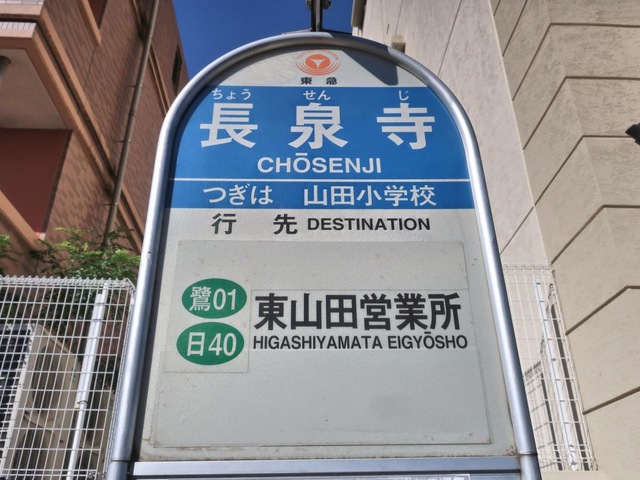 東急
ちょう せん じ
長泉寺
CHŌSENJI
つぎは 山田小学校
行先 DESTINATION
鷺01
日40
東山田営業所
HIGASHIYAMATA EIGYŌSHO